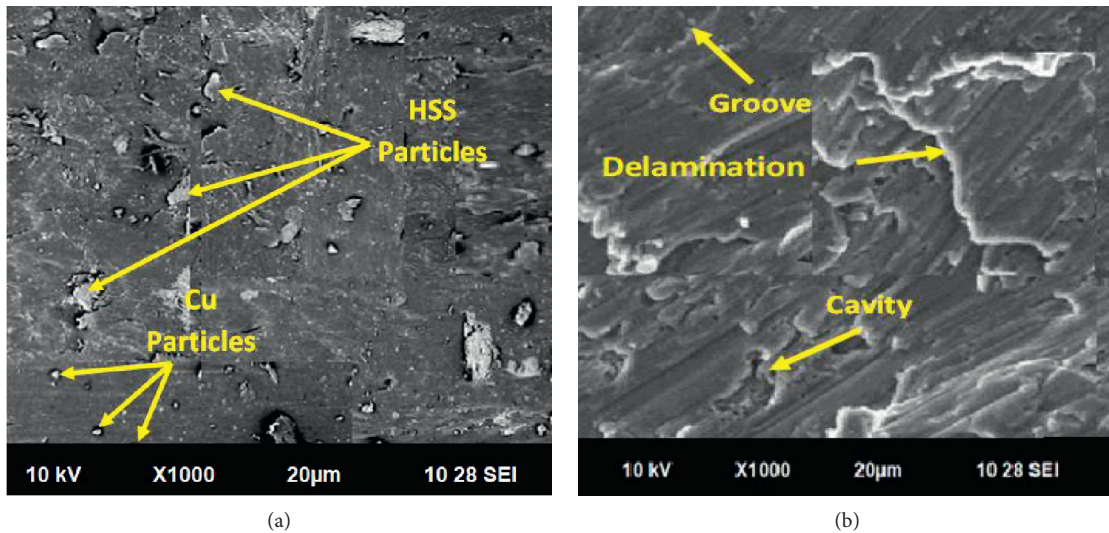 HSS
Particles
Cu
Particles
10 kV X1000 20µm 10 28 SEI
(a)
Groove
Delamination
Cavity
10 kV X1000 20µm 10 28 SEI
(b)